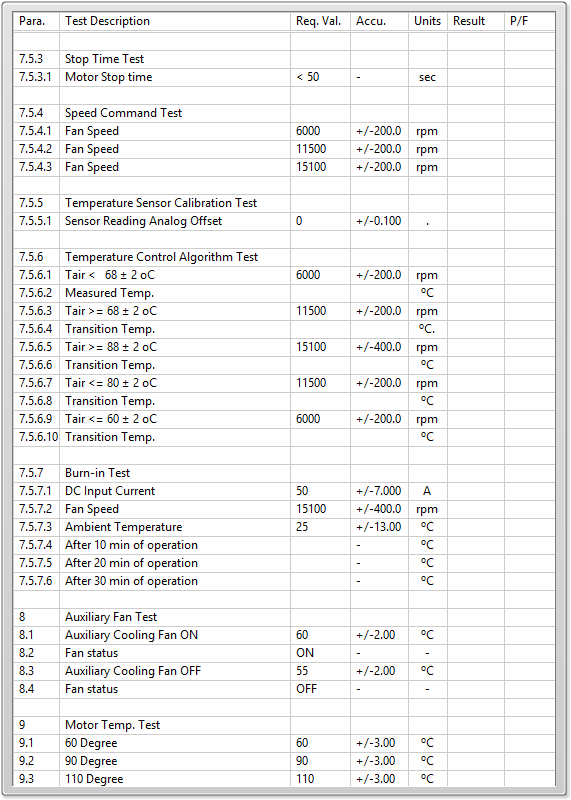 Para. Test Description Req. Val. Accu. Units Result P/F
7.5.3 Stop Time Test
7.5.3.1 Motor Stop time < 50 - sec
7.5.4 Speed Command Test
7.5.4.1 Fan Speed 6000 +/-200.0 rpm
7.5.4.2 Fan Speed 11500 +/-200.0 rpm
7.5.4.3 Fan Speed 15100 +/-200.0 rpm
7.5.5 Temperature Sensor Calibration Test
7.5.5.1 Sensor Reading Analog Offset 0 +/-0.100 .
7.5.6 Temperature Control Algorithm Test
7.5.6.1 Tair < 68 ± 2 oC 6000 +/-200.0 rpm
7.5.6.2 Measured Temp. ºC
7.5.6.3 Tair >= 68 ± 2 oC 11500 +/-200.0 rpm
7.5.6.4 Transition Temp. ºC.
7.5.6.5 Tair >= 88 ± 2 oC 15100 +/-400.0 rpm
7.5.6.6 Transition Temp. ºC
7.5.6.7 Tair <= 80 ± 2 oC 11500 +/-200.0 rpm
7.5.6.8 Transition Temp. ºC
7.5.6.9 Tair <= 60 ± 2 oC 6000 +/-200.0 rpm
7.5.6.10 Transition Temp. ºC
7.5.7 Burn-in Test
7.5.7.1 DC Input Current 50 +/-7.000 A
7.5.7.2 Fan Speed 15100 +/-400.0 rpm
7.5.7.3 Ambient Temperature 25 +/-13.00 ºC
7.5.7.4 After 10 min of operation - ºC
7.5.7.5 After 20 min of operation - ºC
7.5.7.6 After 30 min of operation - ºC
8 Auxiliary Fan Test
8.1 Auxiliary Cooling Fan ON 60 +/-2.00 ºC
8.2 Fan status ON - -
8.3 Auxiliary Cooling Fan OFF 55 +/-2.00 ºC
8.4 Fan status OFF - -
9 Motor Temp. Test
9.1 60 Degree 60 +/-3.00 ºC
9.2 90 Degree 90 +/-3.00 ºC
9.3 110 Degree 110 +/-3.00 ºC